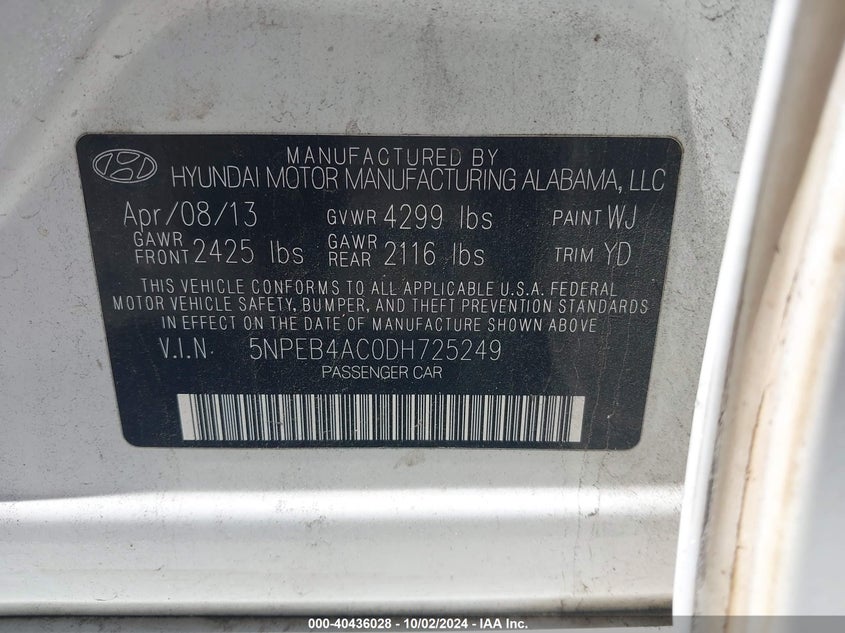 MANUFACTURED BY
HYUNDAI MOTOR MANUFACTURING ALABAMA, LLC
Apr/08/13 GVWR 4299 lbs PAINT WJ
GAWR FRONT 2425 lbs GAWR REAR 2116 lbs TRIM YD
THIS VEHICLE CONFORMS TO ALL APPLICABLE U.S.A. FEDERAL
MOTOR VEHICLE SAFETY, BUMPER, AND THEFT PREVENTION STANDARDS
IN EFFECT ON THE DATE OF MANUFACTURE SHOWN ABOVE
V.I.N. 5NPEB4AC0DH725249
PASSENGER CAR
000-40436028 - 10/02/2024 - IAA Inc.